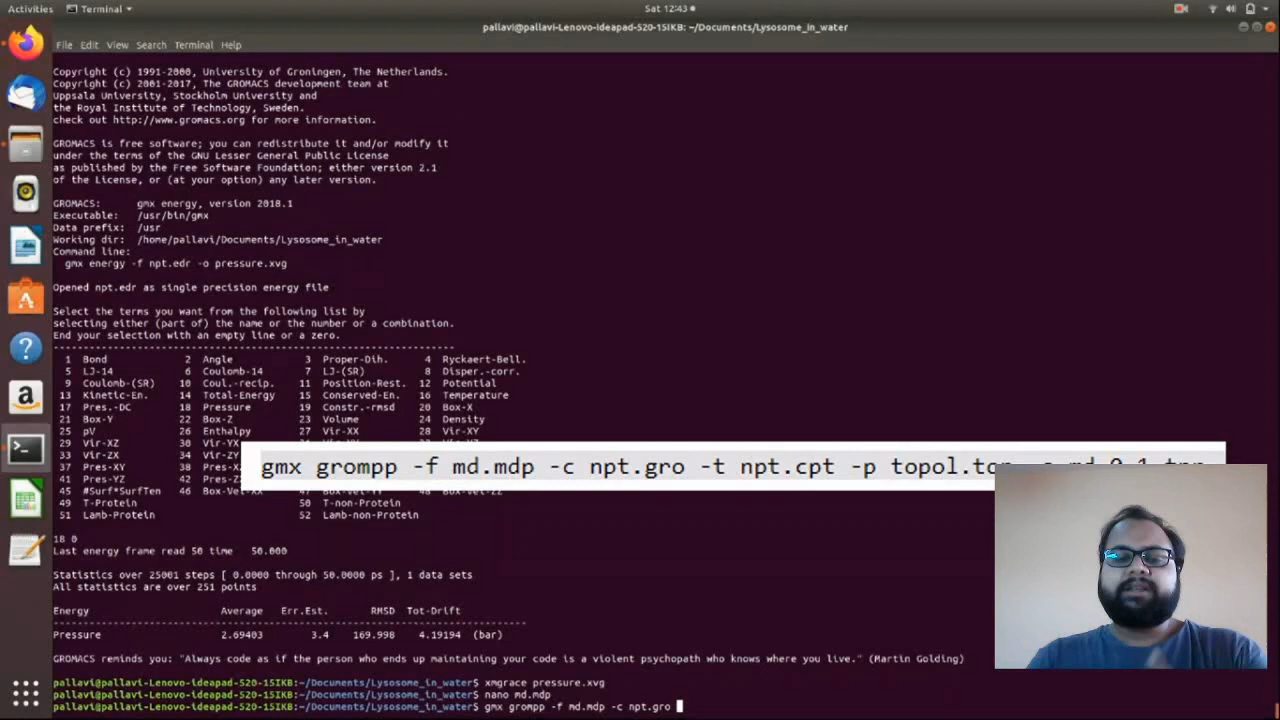 Activities Terminal Sat 12:43
pallavi@pallavi-Lenovo-ideapad-520-15IKB: ~/Documents/Lysosome_in_water
File Edit View Search Terminal Help
Copyright (c) 1991-2000, University of Groningen, The Netherlands.
Copyright (c) 2001-2017, The GROMACS development team at
Uppsala University, Stockholm University and
the Royal Institute of Technology, Sweden.
check out http://www.gromacs.org for more information.
GROMACS is free software; you can redistribute it and/or modify it
under the terms of the GNU Lesser General Public License
as published by the Free Software Foundation; either version 2.1
of the License, or (at your option) any later version.
GROMACS: gmx energy, version 2018.1
Executable: /usr/bin/gmx
Data prefix: /usr
Working dir: /home/pallavi/Documents/Lysosome_in_water
Command line:
gmx energy -f npt.edr -o pressure.xvg
Opened npt.edr as single precision energy file
Select the terms you want from the following list by
selecting either (part of) the name or the number or a combination.
End your selection with an empty line or a zero.
-------------------------------------------------------------------
1 Bond 2 Angle 3 Proper-Dih. 4 Ryckaert-Bell.
5 LJ-14 6 Coulomb-14 7 LJ-(SR) 8 Disper.-corr.
9 Coulomb-(SR) 10 Coul.-recip. 11 Position-Rest. 12 Potential
13 Kinetic-En. 14 Total-Energy 15 Conserved-En. 16 Temperature
17 Pres.-DC 18 Pressure 19 Constr.-rmsd 20 Box-X
21 Box-Y 22 Box-Z 23 Volume 24 Density
25 pV 26 Enthalpy 27 Vir-XX 28 Vir-XY
29 Vir-XZ 30 Vir-YX
33 Vir-ZX 34 Vir-ZY
37 Pres-XY 38 Pres-X
41 Pres-YZ 42 Pres-Z
45 #Surf*SurfTen 46
49 T-Protein 50 T-non-Protein
51 Lamb-Protein 52 Lamb-non-Protein
gmx grompp -f md.mdp -c npt.gro -t npt.cpt -p
18 0
Last energy frame read 50 time 50.000
Statistics over 25001 steps [ 0.0000 through 50.0000 ps ], 1 data sets
All statistics are over 251 points
Energy Average Err.Est. RMSD Tot-Drift
-------------------------------------------------------------------------------
Pressure 2.69403 3.4 169.998 4.19194 (bar)
GROMACS reminds you: "Always code as if the person who ends up maintaining your code is a violent psychopath who knows where you live." (Martin Golding)
pallavi@pallavi-Lenovo-ideapad-520-15IKB:~/Documents/Lysosome_in_water$ xmgrace pressure.xvg
pallavi@pallavi-Lenovo-ideapad-520-15IKB:~/Documents/Lysosome_in_water$ nano md.mdp
pallavi@pallavi-Lenovo-ideapad-520-15IKB:~/Documents/Lysosome_in_water$ gmx grompp -f md.mdp -c npt.gro